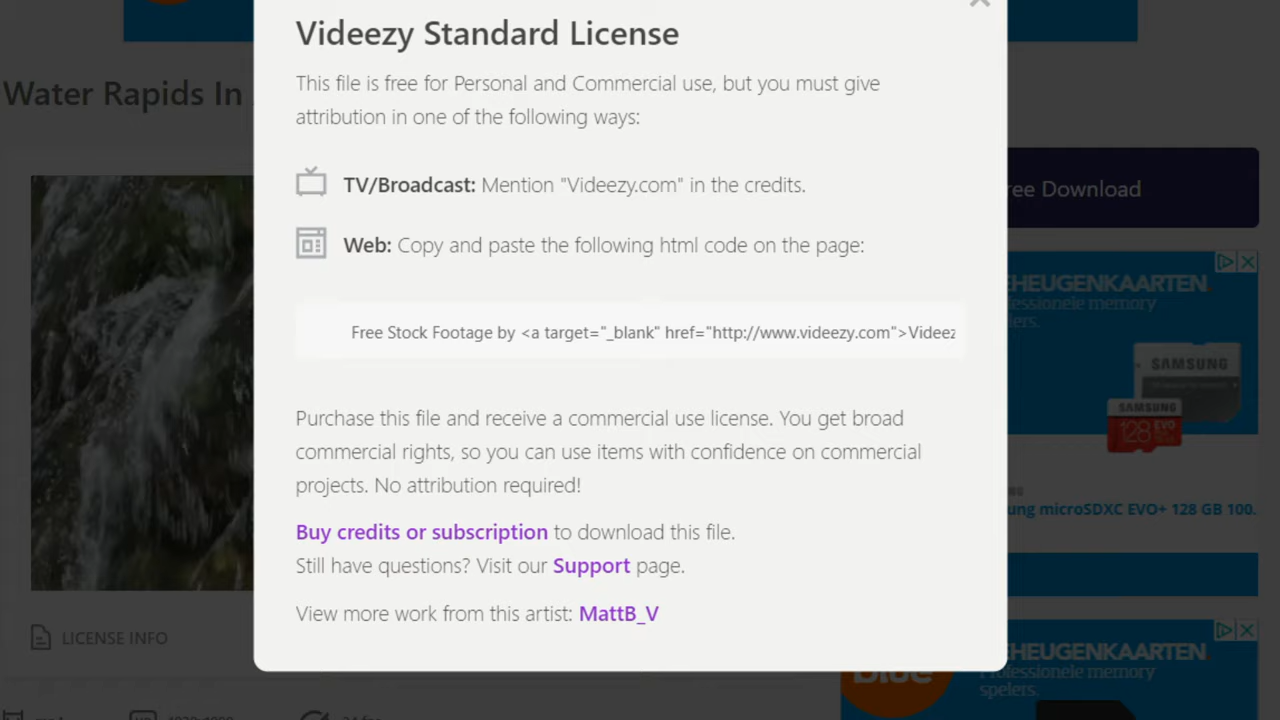 Videezy Standard License
This file is free for Personal and Commercial use, but you must give
attribution in one of the following ways:
Water Rapids In
TV/Broadcast: Mention "Videezy.com" in the credits.
ree Download
Web: Copy and paste the following html code on the page:
HEUGENKAARTEN.
essionele memory
lers.
Free Stock Footage by <a target="_blank" href="http://www.videezy.com">Videez
SAMSUNG
SAMSUNG
128 EVO
Purchase this file and receive a commercial use license. You get broad
commercial rights, so you can use items with confidence on commercial
projects. No attribution required!
ung microSDXC EVO+ 128 GB 100.
Buy credits or subscription to download this file.
Still have questions? Visit our Support page.
View more work from this artist: MattB_V
LICENSE INFO
HEUGENKAARTEN.
Professionele memory
spelers.
Blue